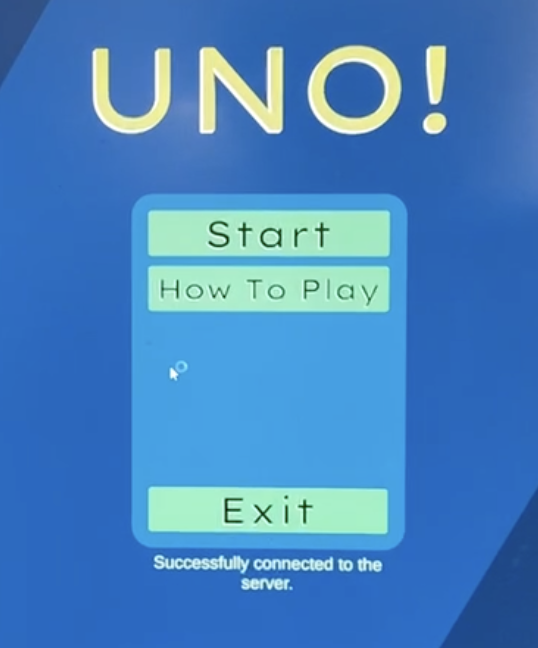 UNO!
Start
How To Play
Exit
Successfully connected to the
server.